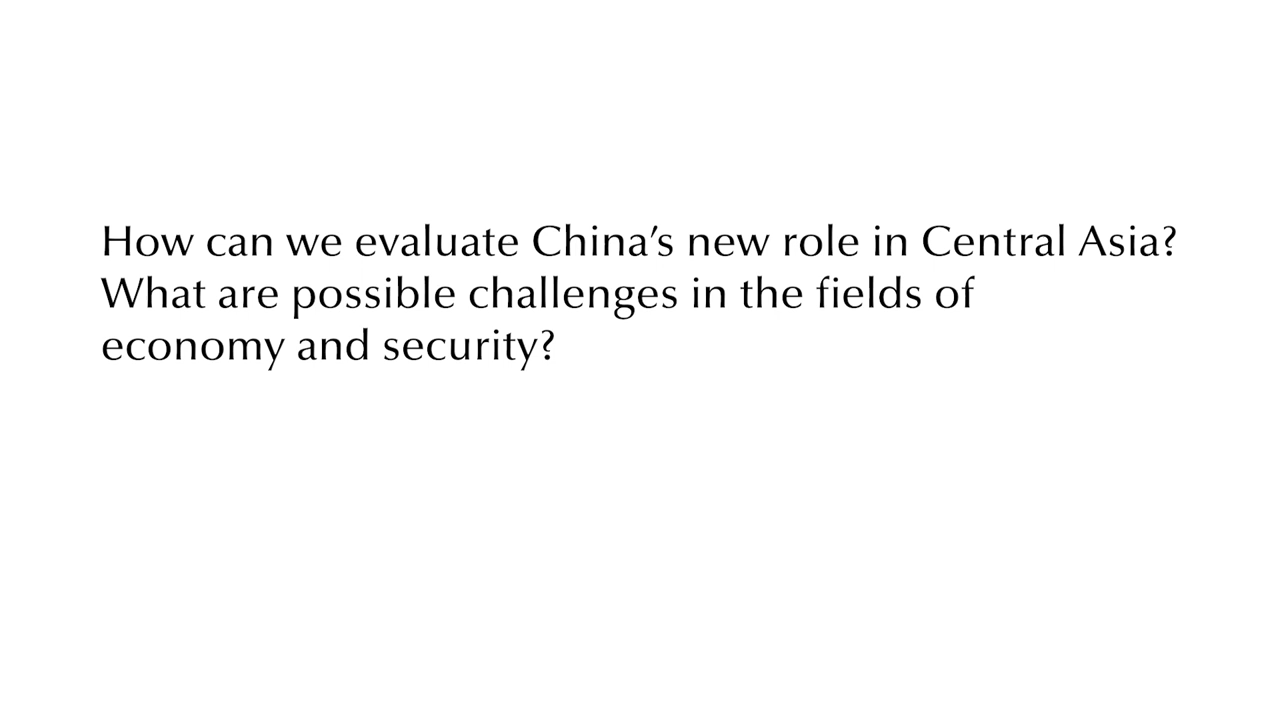 How can we evaluate China’s new role in Central Asia?
What are possible challenges in the fields of
economy and security?